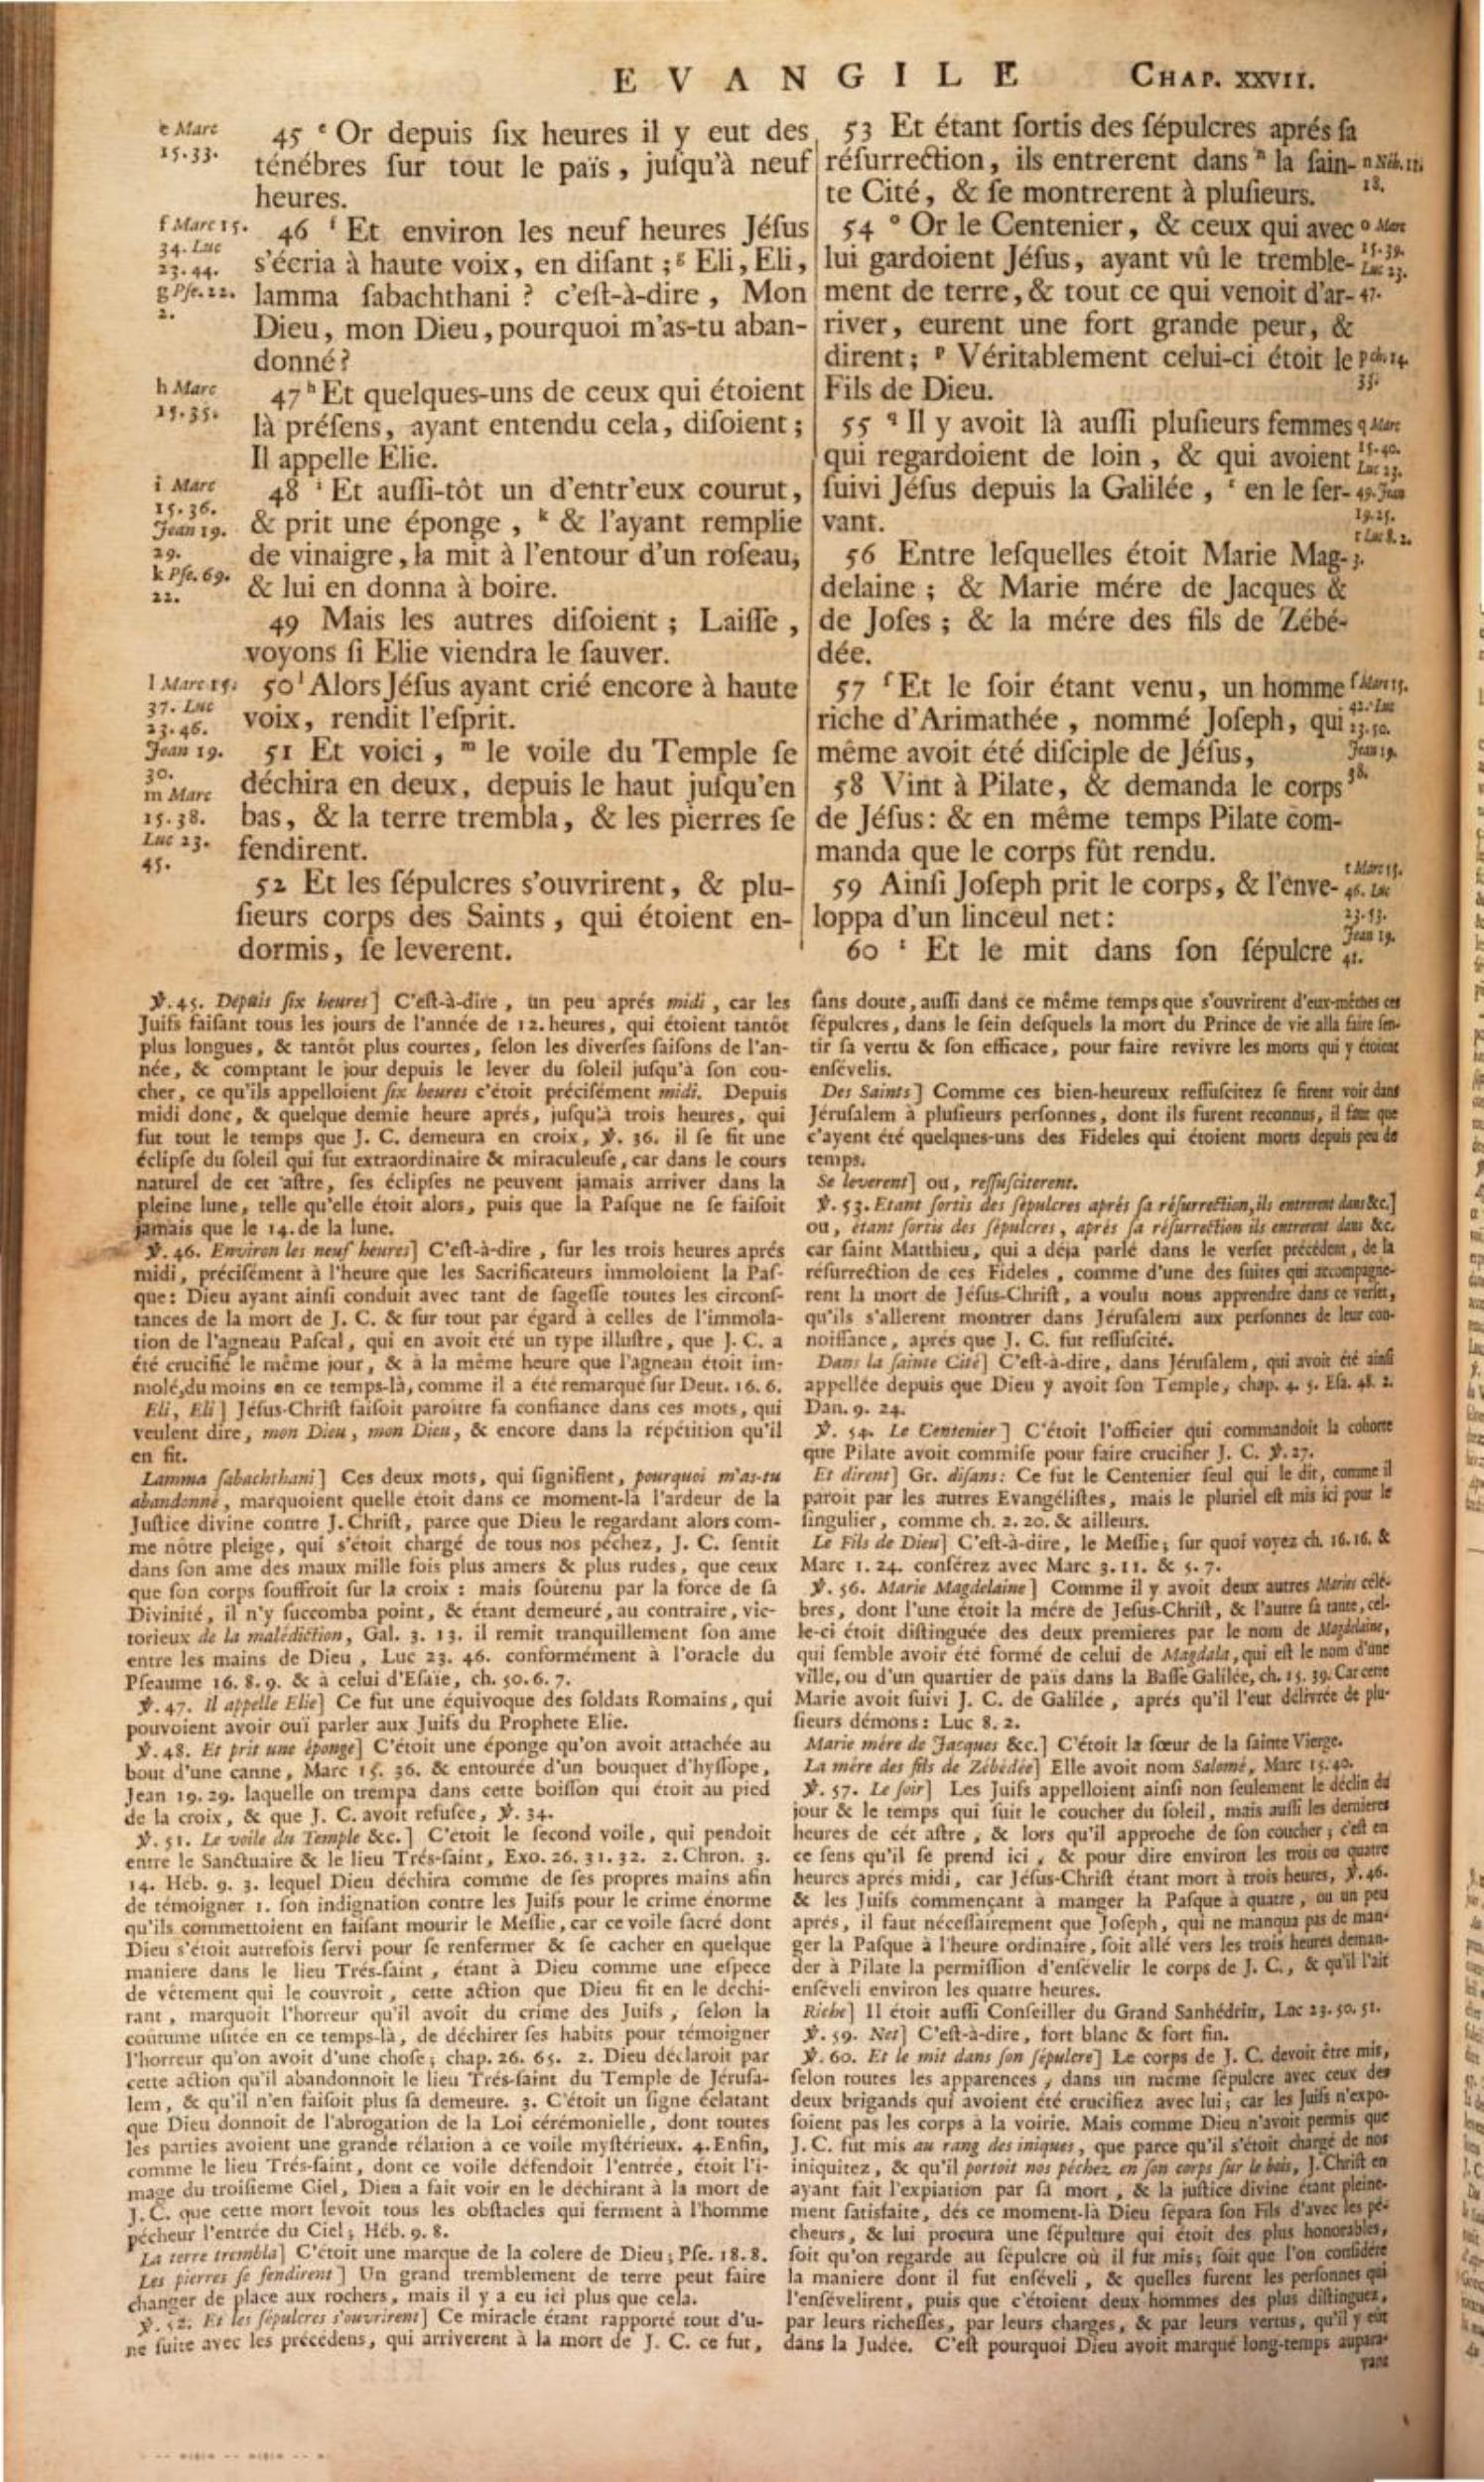 EVANGILE CHAP. XXVII.
e Marc
15.33.
45 e Or depuis ſix heures il y eut des
ténébres ſur tout le païs, juſqu'à neuf
heures.
f Marc 15.
34. Luc
23.44.
g Pſe. 22.
2.
46 f Et environ les neuf heures Jéſus
s'écria à haute voix, en diſant ; g Eli, Eli,
lamma ſabachthani ? c'eſt-à-dire, Mon
Dieu, mon Dieu, pourquoi m'as-tu aban-
donné ?
h Marc
15.35.
47 h Et quelques-uns de ceux qui étoient
là préſens, ayant entendu cela, diſoient ;
Il appelle Elie.
i Marc
15.36.
Jean 19.
29.
k Pſe. 69.
22.
48 i Et auſſi-tôt un d'entr'eux courut,
& prit une éponge, k & l'ayant remplie
de vinaigre, la mit à l'entour d'un roſeau,
& lui en donna à boire.
49 Mais les autres diſoient ; Laiſſe,
voyons ſi Elie viendra le ſauver.
l Marc 15.
37. Luc
23.46.
Jean 19.
30.
m Marc
15.38.
Luc 23.
45.
50 l Alors Jéſus ayant crié encore à haute
voix, rendit l'eſprit.
51 Et voici, m le voile du Temple ſe
déchira en deux, depuis le haut juſqu'en
bas, & la terre trembla, & les pierres ſe
fendirent.
52 Et les ſépulcres s'ouvrirent, & plu-
ſieurs corps des Saints, qui étoient en-
dormis, ſe leverent.
53 Et étant ſortis des ſépulcres aprés ſa
réſurrection, ils entrerent dans n la ſain-
te Cité, & ſe montrerent à pluſieurs.
n Néh. 11.
18.
54 o Or le Centenier, & ceux qui avec
lui gardoient Jéſus, ayant vû le tremble-
ment de terre, & tout ce qui venoit d'ar-
river, eurent une fort grande peur, &
dirent ; p Véritablement celui-ci étoit le
Fils de Dieu.
o Marc
15.39.
Luc 23.
47.
p ch. 14.
33.
55 q Il y avoit là auſſi pluſieurs femmes
qui regardoient de loin, & qui avoient
ſuivi Jéſus depuis la Galilée, r en le ſer-
vant.
q Marc
15.40.
Luc 23.
49. Jean
19.25.
r Luc 8. 2.
3.
56 Entre leſquelles étoit Marie Mag-
delaine ; & Marie mére de Jacques &
de Joſes ; & la mére des fils de Zébé-
dée.
57 ſ Et le ſoir étant venu, un homme
riche d'Arimathée, nommé Joſeph, qui
même avoit été diſciple de Jéſus,
ſ Marc 15.
42. Luc
23.50.
Jean 19.
38.
58 Vint à Pilate, & demanda le corps
de Jéſus : & en même temps Pilate com-
manda que le corps fût rendu.
59 Ainſi Joſeph prit le corps, & l'enve-
loppa d'un linceul net :
60 t Et le mit dans ſon ſépulcre
t Marc 15.
46. Luc
23.53.
Jean 19.
41.
℣. 45. Depuis ſix heures] C'eſt-à-dire, un peu aprés midi, car les
Juifs faiſant tous les jours de l'année de 12. heures, qui étoient tantôt
plus longues, & tantôt plus courtes, ſelon les diverſes ſaiſons de l'an-
née, & comptant le jour depuis le lever du ſoleil juſqu'à ſon cou-
cher, ce qu'ils appelloient ſix heures c'étoit préciſément midi. Depuis
midi donc, & quelque demie heure aprés, juſqu'à trois heures, qui
fut tout le temps que J. C. demeura en croix, ℣. 36. il ſe fit une
éclipſe du ſoleil qui fut extraordinaire & miraculeuſe, car dans le cours
naturel de cet aſtre, ſes éclipſes ne peuvent jamais arriver dans la
pleine lune, telle qu'elle étoit alors, puis que la Paſque ne ſe faiſoit
jamais que le 14. de la lune.
℣. 46. Environ les neuf heures] C'eſt-à-dire, ſur les trois heures aprés
midi, préciſément à l'heure que les Sacrificateurs immoloient la Paſ-
que : Dieu ayant ainſi conduit avec tant de ſageſſe toutes les circonſ-
tances de la mort de J. C. & ſur tout par égard à celles de l'immola-
tion de l'agneau Paſcal, qui en avoit été un type illuſtre, que J. C. a
été crucifié le même jour, & à la même heure que l'agneau étoit im-
molé, du moins en ce temps-là, comme il a été remarqué ſur Deut. 16. 6.
Eli, Eli] Jéſus-Chriſt faiſoit paroître ſa confiance dans ces mots, qui
veulent dire, mon Dieu, mon Dieu, & encore dans la répétition qu'il
en fit.
Lamma ſabachthani] Ces deux mots, qui ſignifient, pourquoi m'as-tu
abandonné, marquoient quelle étoit dans ce moment-là l'ardeur de la
Juſtice divine contre J. Chriſt, parce que Dieu le regardant alors com-
me nôtre pleige, qui s'étoit chargé de tous nos péchez, J. C. ſentit
dans ſon ame des maux mille fois plus amers & plus rudes, que ceux
que ſon corps ſouffroit ſur la croix : mais ſoûtenu par la force de ſa
Divinité, il n'y ſuccomba point, & étant demeuré, au contraire, vic-
torieux de la malédiction, Gal. 3. 13. il remit tranquillement ſon ame
entre les mains de Dieu, Luc 23. 46. conformément à l'oracle du
Pſeaume 16. 8. 9. & à celui d'Eſaïe, ch. 50. 6. 7.
℣. 47. Il appelle Elie] Ce fut une équivoque des ſoldats Romains, qui
pouvoient avoir ouï parler aux Juifs du Prophete Elie.
℣. 48. Et prit une éponge] C'étoit une éponge qu'on avoit attachée au
bout d'une canne, Marc 15. 36. & entourée d'un bouquet d'hyſſope,
Jean 19. 29. laquelle on trempa dans cette boiſſon qui étoit au pied
de la croix, & que J. C. avoit refuſée, ℣. 34.
℣. 51. Le voile du Temple &c.] C'étoit le ſecond voile, qui pendoit
entre le Sanctuaire & le lieu Trés-ſaint, Exo. 26. 31. 32. 2. Chron. 3.
14. Héb. 9. 3. lequel Dieu déchira comme de ſes propres mains afin
de témoigner 1. ſon indignation contre les Juifs pour le crime énorme
qu'ils commettoient en faiſant mourir le Meſſie, car ce voile ſacré dont
Dieu s'étoit autrefois ſervi pour ſe renfermer & ſe cacher en quelque
maniere dans le lieu Trés-ſaint, étant à Dieu comme une eſpece
de vêtement qui le couvroit, cette action que Dieu fit en le déchi-
rant, marquoit l'horreur qu'il avoit du crime des Juifs, ſelon la
coûtume uſitée en ce temps-là, de déchirer ſes habits pour témoigner
l'horreur qu'on avoit d'une choſe ; chap. 26. 65. 2. Dieu déclaroit par
cette action qu'il abandonnoit le lieu Trés-ſaint du Temple de Jéruſa-
lem, & qu'il n'en faiſoit plus ſa demeure. 3. C'étoit un ſigne éclatant
que Dieu donnoit de l'abrogation de la Loi cérémonielle, dont toutes
les parties avoient une grande rélation à ce voile myſtérieux. 4. Enfin,
comme le lieu Trés-ſaint, dont ce voile défendoit l'entrée, étoit l'i-
mage du troiſieme Ciel, Dieu a fait voir en le déchirant à la mort de
J. C. que cette mort levoit tous les obſtacles qui ferment à l'homme
pécheur l'entrée du Ciel ; Héb. 9. 8.
La terre trembla] C'étoit une marque de la colere de Dieu ; Pſe. 18. 8.
Les pierres ſe fendirent] Un grand tremblement de terre peut faire
changer de place aux rochers, mais il y a eu ici plus que cela.
℣. 52. Et les ſépulcres s'ouvrirent] Ce miracle étant rapporté tout d'u-
ne ſuite avec les précédens, qui arriverent à la mort de J. C. ce fut,
ſans doute, auſſi dans ce même temps que s'ouvrirent d'eux-mêmes ces
ſépulcres, dans le ſein deſquels la mort du Prince de vie alla faire ſen-
tir ſa vertu & ſon efficace, pour faire revivre les morts qui y étoient
enſévelis.
Des Saints] Comme ces bien-heureux reſſuſcitez ſe firent voir dans
Jéruſalem à pluſieurs perſonnes, dont ils furent reconnus, il faut que
c'ayent été quelques-uns des Fideles qui étoient morts depuis peu de
temps.
Se leverent] ou, reſſuſciterent.
℣. 53. Etant ſortis des ſépulcres aprés ſa réſurrection, ils entrerent dans &c.]
ou, étant ſortis des ſépulcres, aprés ſa réſurrection ils entrerent dans &c.
car ſaint Matthieu, qui a déja parlé dans le verſet précédent, de la
réſurrection de ces Fideles, comme d'une des ſuites qui accompagne-
rent la mort de Jéſus-Chriſt, a voulu nous apprendre dans ce verſet,
qu'ils s'allerent montrer dans Jéruſalem aux perſonnes de leur con-
noiſſance, aprés que J. C. fut reſſuſcité.
Dans la ſainte Cité] C'eſt-à-dire, dans Jéruſalem, qui avoit été ainſi
appellée depuis que Dieu y avoit ſon Temple, chap. 4. 5. Eſa. 48. 2.
Dan. 9. 24.
℣. 54. Le Centenier] C'étoit l'officier qui commandoit la cohorte
que Pilate avoit commiſe pour faire crucifier J. C. ℣. 27.
Et dirent] Gr. diſans : Ce fut le Centenier ſeul qui le dit, comme il
paroit par les autres Evangéliſtes, mais le pluriel eſt mis ici pour le
ſingulier, comme ch. 2. 20. & ailleurs.
Le Fils de Dieu] C'eſt-à-dire, le Meſſie ; ſur quoi voyez ch. 16. 16. &
Marc 1. 24. conférez avec Marc 3. 11. & 5. 7.
℣. 56. Marie Magdelaine] Comme il y avoit deux autres Maries célé-
bres, dont l'une étoit la mére de Jeſus-Chriſt, & l'autre ſa tante, cel-
le-ci étoit diſtinguée des deux premieres par le nom de Magdelaine,
qui ſemble avoir été formé de celui de Magdala, qui eſt le nom d'une
ville, ou d'un quartier de païs dans la Baſſe Galilée, ch. 15. 39. Car cette
Marie avoit ſuivi J. C. de Galilée, aprés qu'il l'eut délivrée de plu-
ſieurs démons : Luc 8. 2.
Marie mére de Jacques &c.] C'étoit la ſœur de la ſainte Vierge.
La mére des fils de Zébédée] Elle avoit nom Salomé, Marc 15. 40.
℣. 57. Le ſoir] Les Juifs appelloient ainſi non ſeulement le déclin du
jour & le temps qui ſuit le coucher du ſoleil, mais auſſi les dernieres
heures de cét aſtre, & lors qu'il approche de ſon coucher ; c'eſt en
ce ſens qu'il ſe prend ici, & pour dire environ les trois ou quatre
heures aprés midi, car Jéſus-Chriſt étant mort à trois heures, ℣. 46.
& les Juifs commençant à manger la Paſque à quatre, ou un peu
aprés, il faut néceſſairement que Joſeph, qui ne manqua pas de man-
ger la Paſque à l'heure ordinaire, ſoit allé vers les trois heures deman-
der à Pilate la permiſſion d'enſévelir le corps de J. C., & qu'il l'ait
enſéveli environ les quatre heures.
Riche] Il étoit auſſi Conſeiller du Grand Sanhédrin, Luc 23. 50. 51.
℣. 59. Net] C'eſt-à-dire, fort blanc & fort fin.
℣. 60. Et le mit dans ſon ſépulcre] Le corps de J. C. devoit être mis,
ſelon toutes les apparences, dans un même ſépulcre avec ceux des
deux brigands qui avoient été crucifiez avec lui ; car les Juifs n'expo-
ſoient pas les corps à la voirie. Mais comme Dieu n'avoit permis que
J. C. fût mis au rang des iniques, que parce qu'il s'étoit chargé de nos
iniquitez, & qu'il portoit nos péchez en ſon corps ſur le bois, J. Chriſt en
ayant fait l'expiation par ſa mort, & la juſtice divine étant pleine-
ment ſatisfaite, dés ce moment-là Dieu ſépara ſon Fils d'avec les pé-
cheurs, & lui procura une ſépulture qui étoit des plus honorables,
ſoit qu'on regarde au ſépulcre où il fut mis ; ſoit que l'on conſidére
la maniere dont il fut enſéveli, & quelles furent les perſonnes qui
l'enſévelirent, puis que c'étoient deux hommes des plus diſtinguez,
par leurs richeſſes, par leurs charges, & par leurs vertus, qu'il y eût
dans la Judée. C'eſt pourquoi Dieu avoit marqué long-temps aupara-
vant